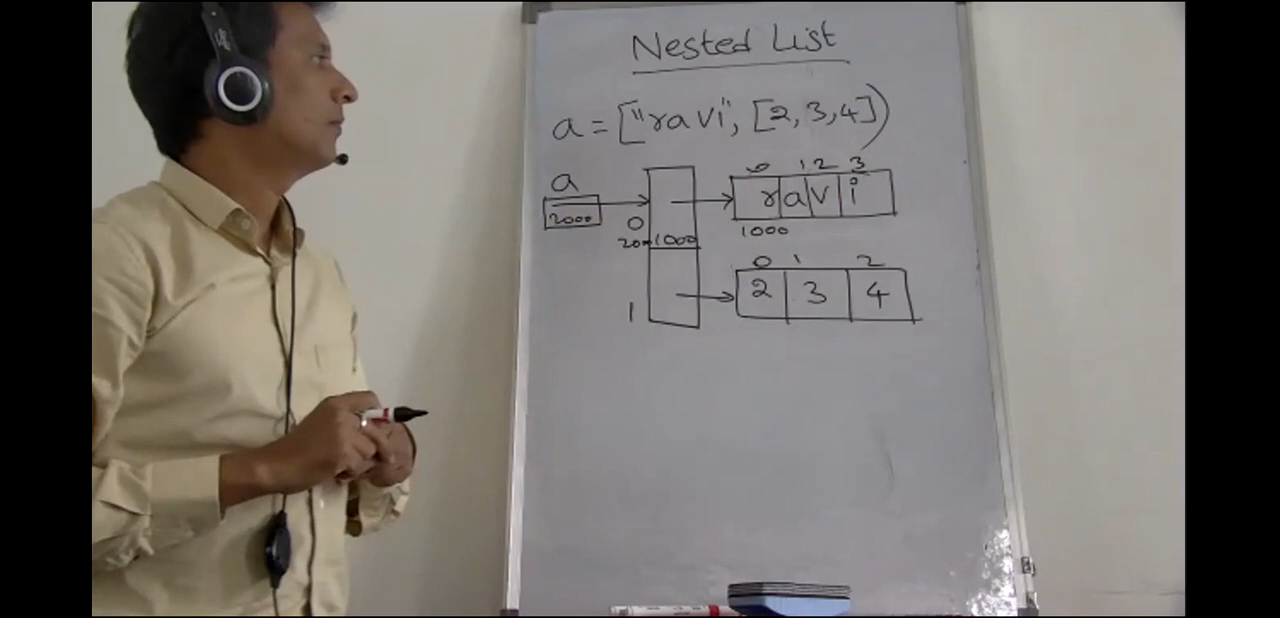 Nested List
a = ["ravi", [2, 3, 4])
a
0 1 2 3
2000
r a v i
0
1000
1000
0 1 2
2 3 4
1